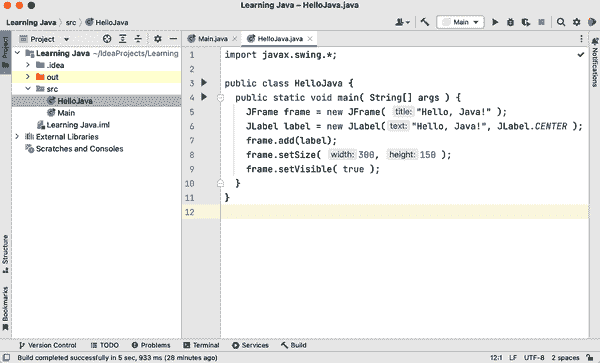 Learning Java – HelloJava.java
Learning Java › src › HelloJava
Main
Project
Project
Learning Java ~/IdeaProjects/Learning
.idea
out
src
HelloJava
Main
Learning Java.iml
External Libraries
Scratches and Consoles
Structure
Bookmarks
Main.java
HelloJava.java
1 import javax.swing.*;
2
3 public class HelloJava {
4 public static void main( String[] args ) {
5 JFrame frame = new JFrame( title: "Hello, Java!" );
6 JLabel label = new JLabel( text: "Hello, Java!", JLabel.CENTER );
7 frame.add(label);
8 frame.setSize( width: 300, height: 150 );
9 frame.setVisible( true );
10 }
11 }
12
Notifications
Version Control TODO Problems Terminal Services Build
Build completed successfully in 5 sec, 933 ms (28 minutes ago) 12:1 LF UTF-8 2 spaces